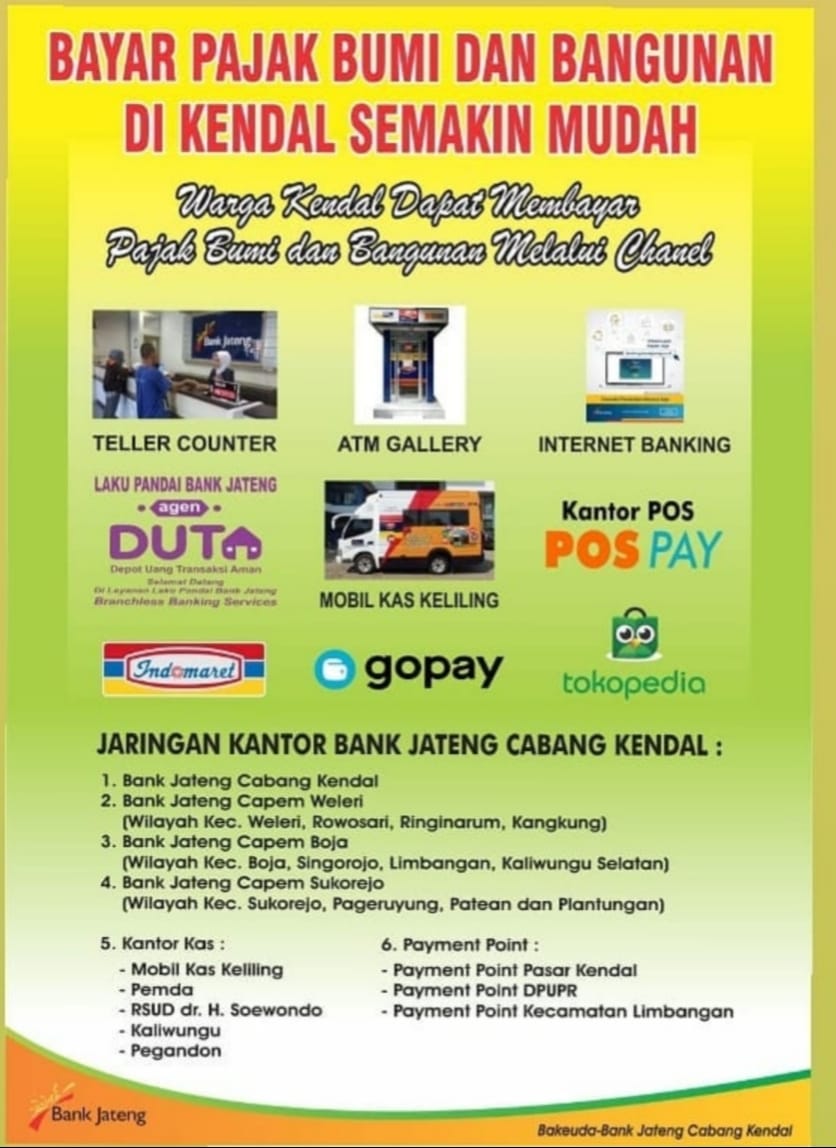 BAYAR PAJAK BUMI DAN BANGUNAN
DI KENDAL SEMAKIN MUDAH
Warga Kendal Dapat Membayar
Pajak Bumi dan Bangunan Melalui Chanel
Bank Jateng
TELLER COUNTER
ATM GALLERY
INTERNET BANKING
LAKU PANDAI BANK JATENG
agen
DUTA
Depot Uang Transaksi Aman
Selamat Datang
Di Layanan Laku Pandai Bank Jateng
Branchless Banking Services
MOBIL KAS KELILING
Kantor POS
POS PAY
Indomaret
gopay
tokopedia
JARINGAN KANTOR BANK JATENG CABANG KENDAL :
1. Bank Jateng Cabang Kendal
2. Bank Jateng Capem Weleri
(Wilayah Kec. Weleri, Rowosari, Ringinarum, Kangkung)
3. Bank Jateng Capem Boja
(Wilayah Kec. Boja, Singorojo, Limbangan, Kaliwungu Selatan)
4. Bank Jateng Capem Sukorejo
(Wilayah Kec. Sukorejo, Pageruyung, Patean dan Plantungan)
5. Kantor Kas :
- Mobil Kas Keliling
- Pemda
- RSUD dr. H. Soewondo
- Kaliwungu
- Pegandon
6. Payment Point :
- Payment Point Pasar Kendal
- Payment Point DPUPR
- Payment Point Kecamatan Limbangan
Bank Jateng
Bakeuda-Bank Jateng Cabang Kendal